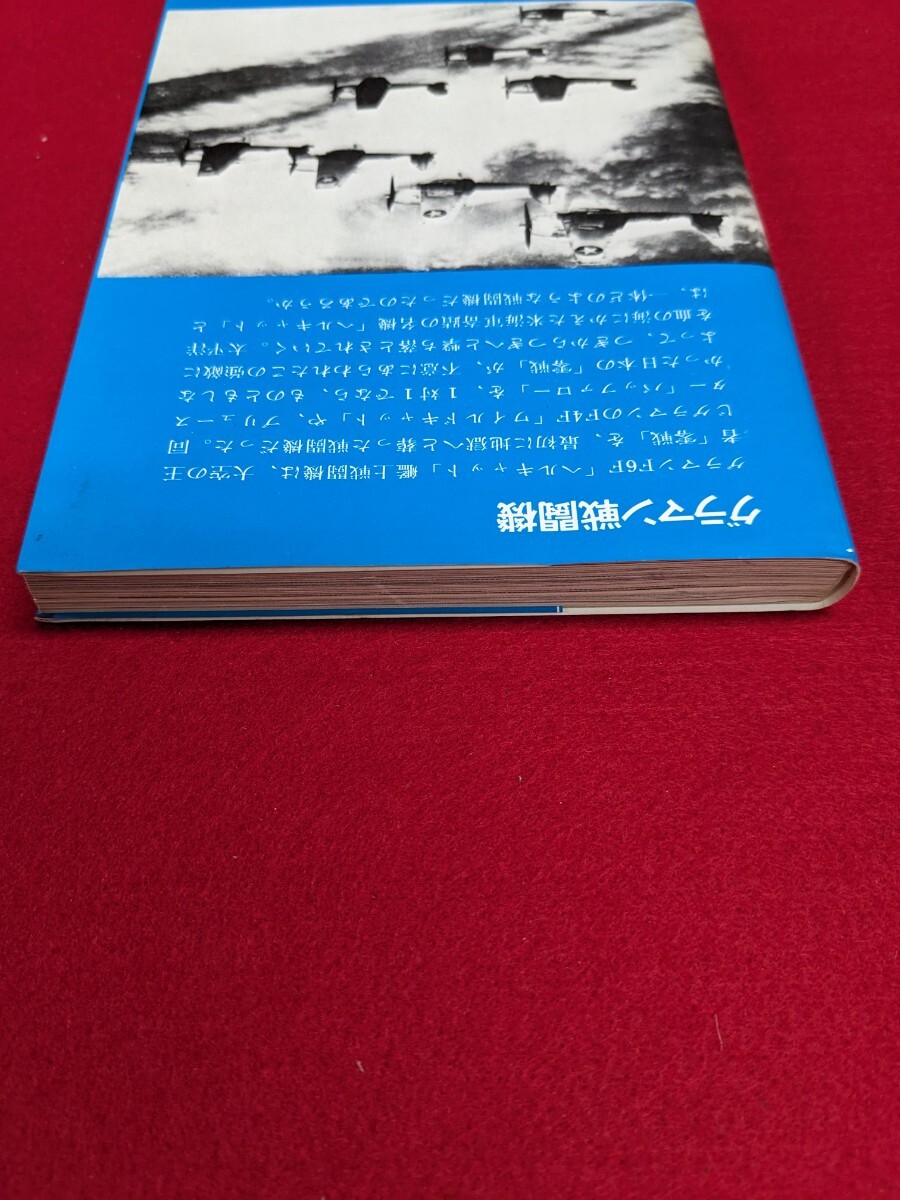 グラマン戦闘機
グラマンF6F「ヘルキャット」艦上戦闘機は、大空の王
者「零戦」を、最初に地獄へと葬った戦闘機だった。同
じグラマンのF4F「ワイルドキャット」や、ブリュース
ター「バッファロー」を、1対1でなら、ものともしな
かった日本の「零戦」が、不意にあらわれたこの強敵に
よって、つぎからつぎへと撃ち落とされていく。太平洋
を血の海にかえた米海軍奇蹟の名機「ヘルキャット」と
は、一体どのような戦闘機だったのであろうか。